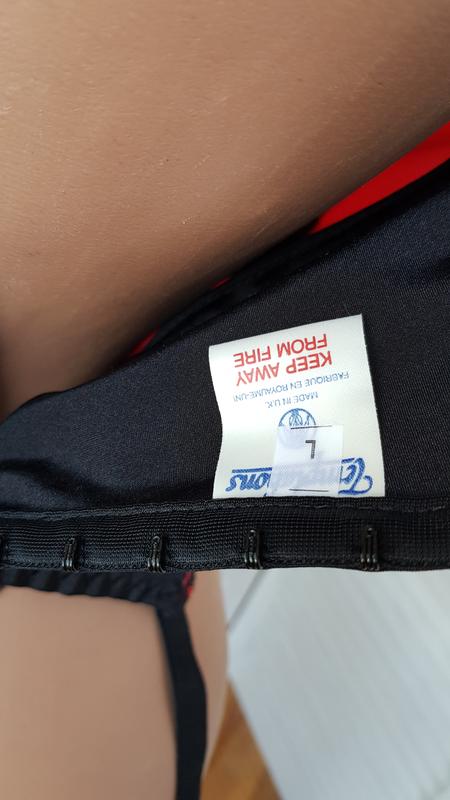 Temptations
L
MADE IN U.K.
FABRIQUE EN ROYAUME-UNI
KEEP AWAY
FROM FIRE